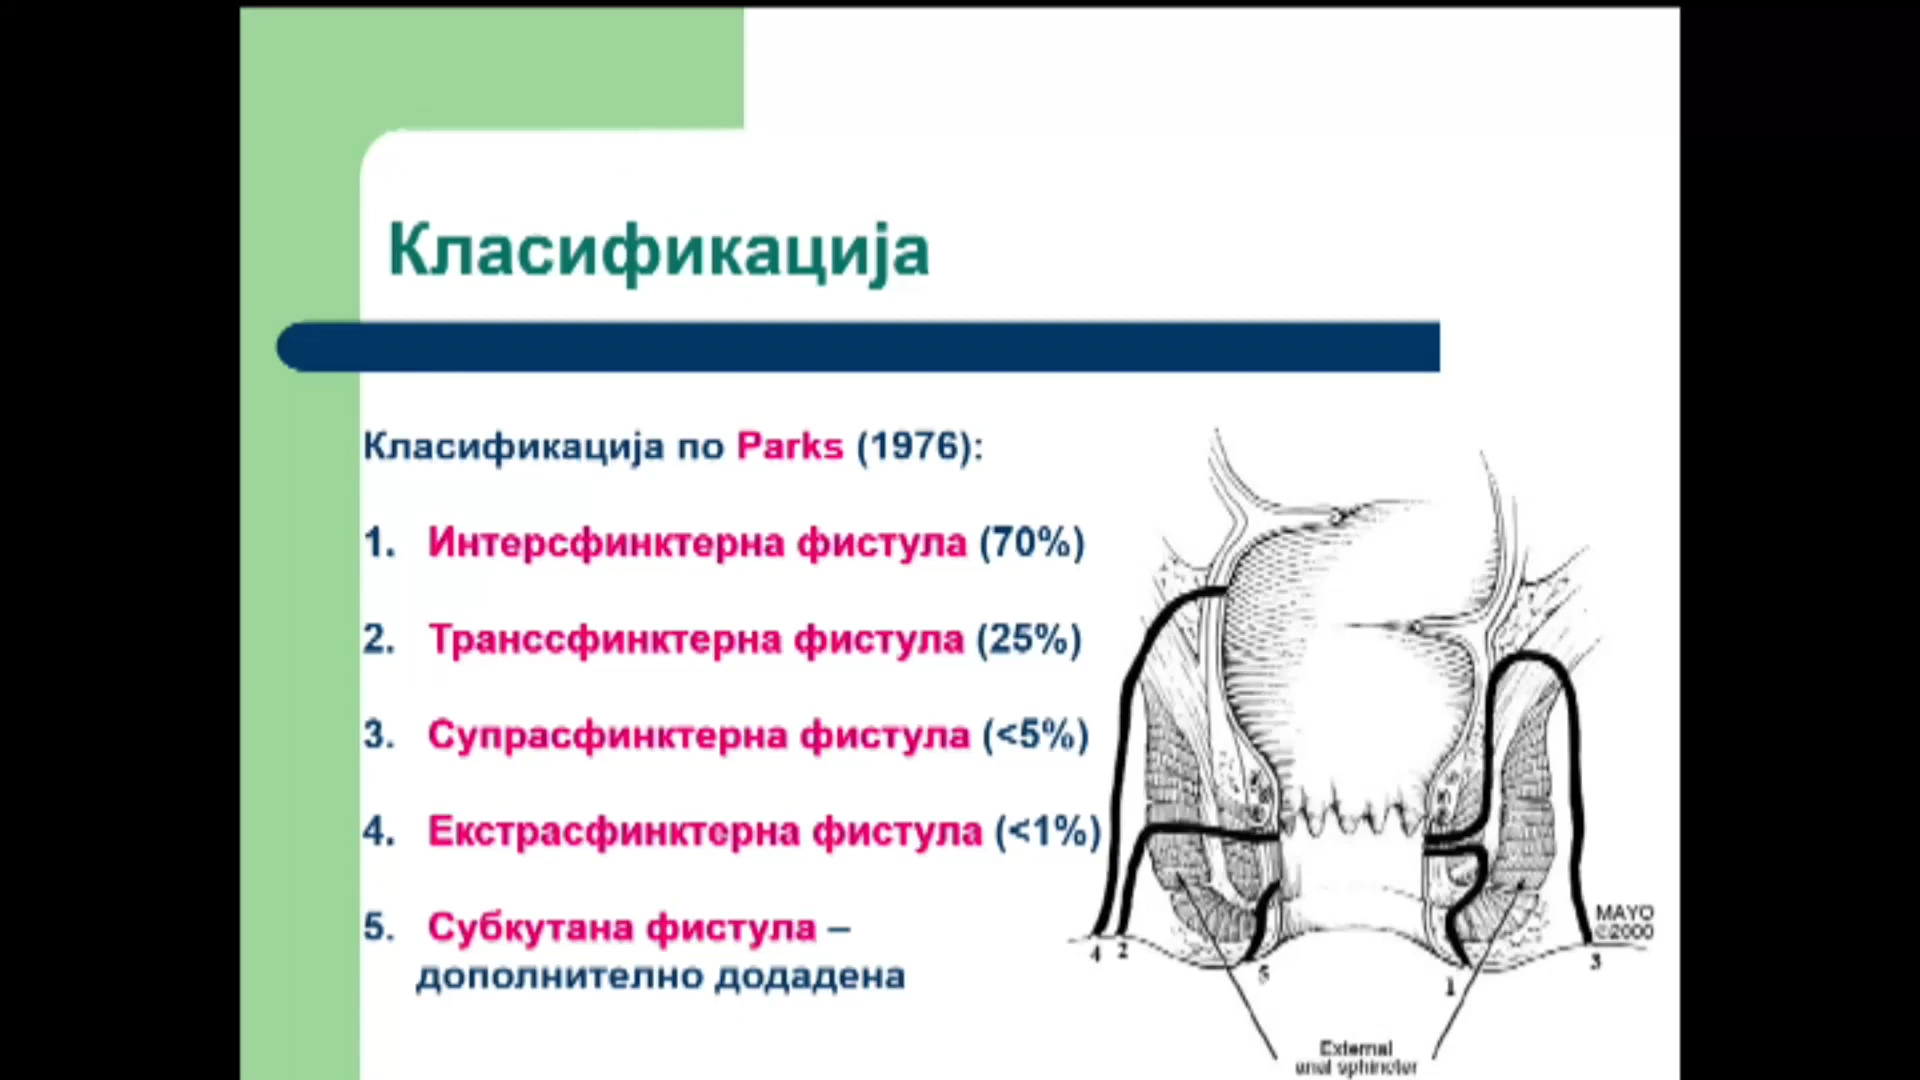 Класификација
Класификација по Parks (1976):
1. Интерсфинктерна фистула (70%)
2. Транссфинктерна фистула (25%)
3. Супрасфинктерна фистула (<5%)
4. Екстрасфинктерна фистула (<1%)
5. Субкутана фистула –
дополнително додадена
MAYO
©2000
4 2 5 1 3
External
anal sphincter